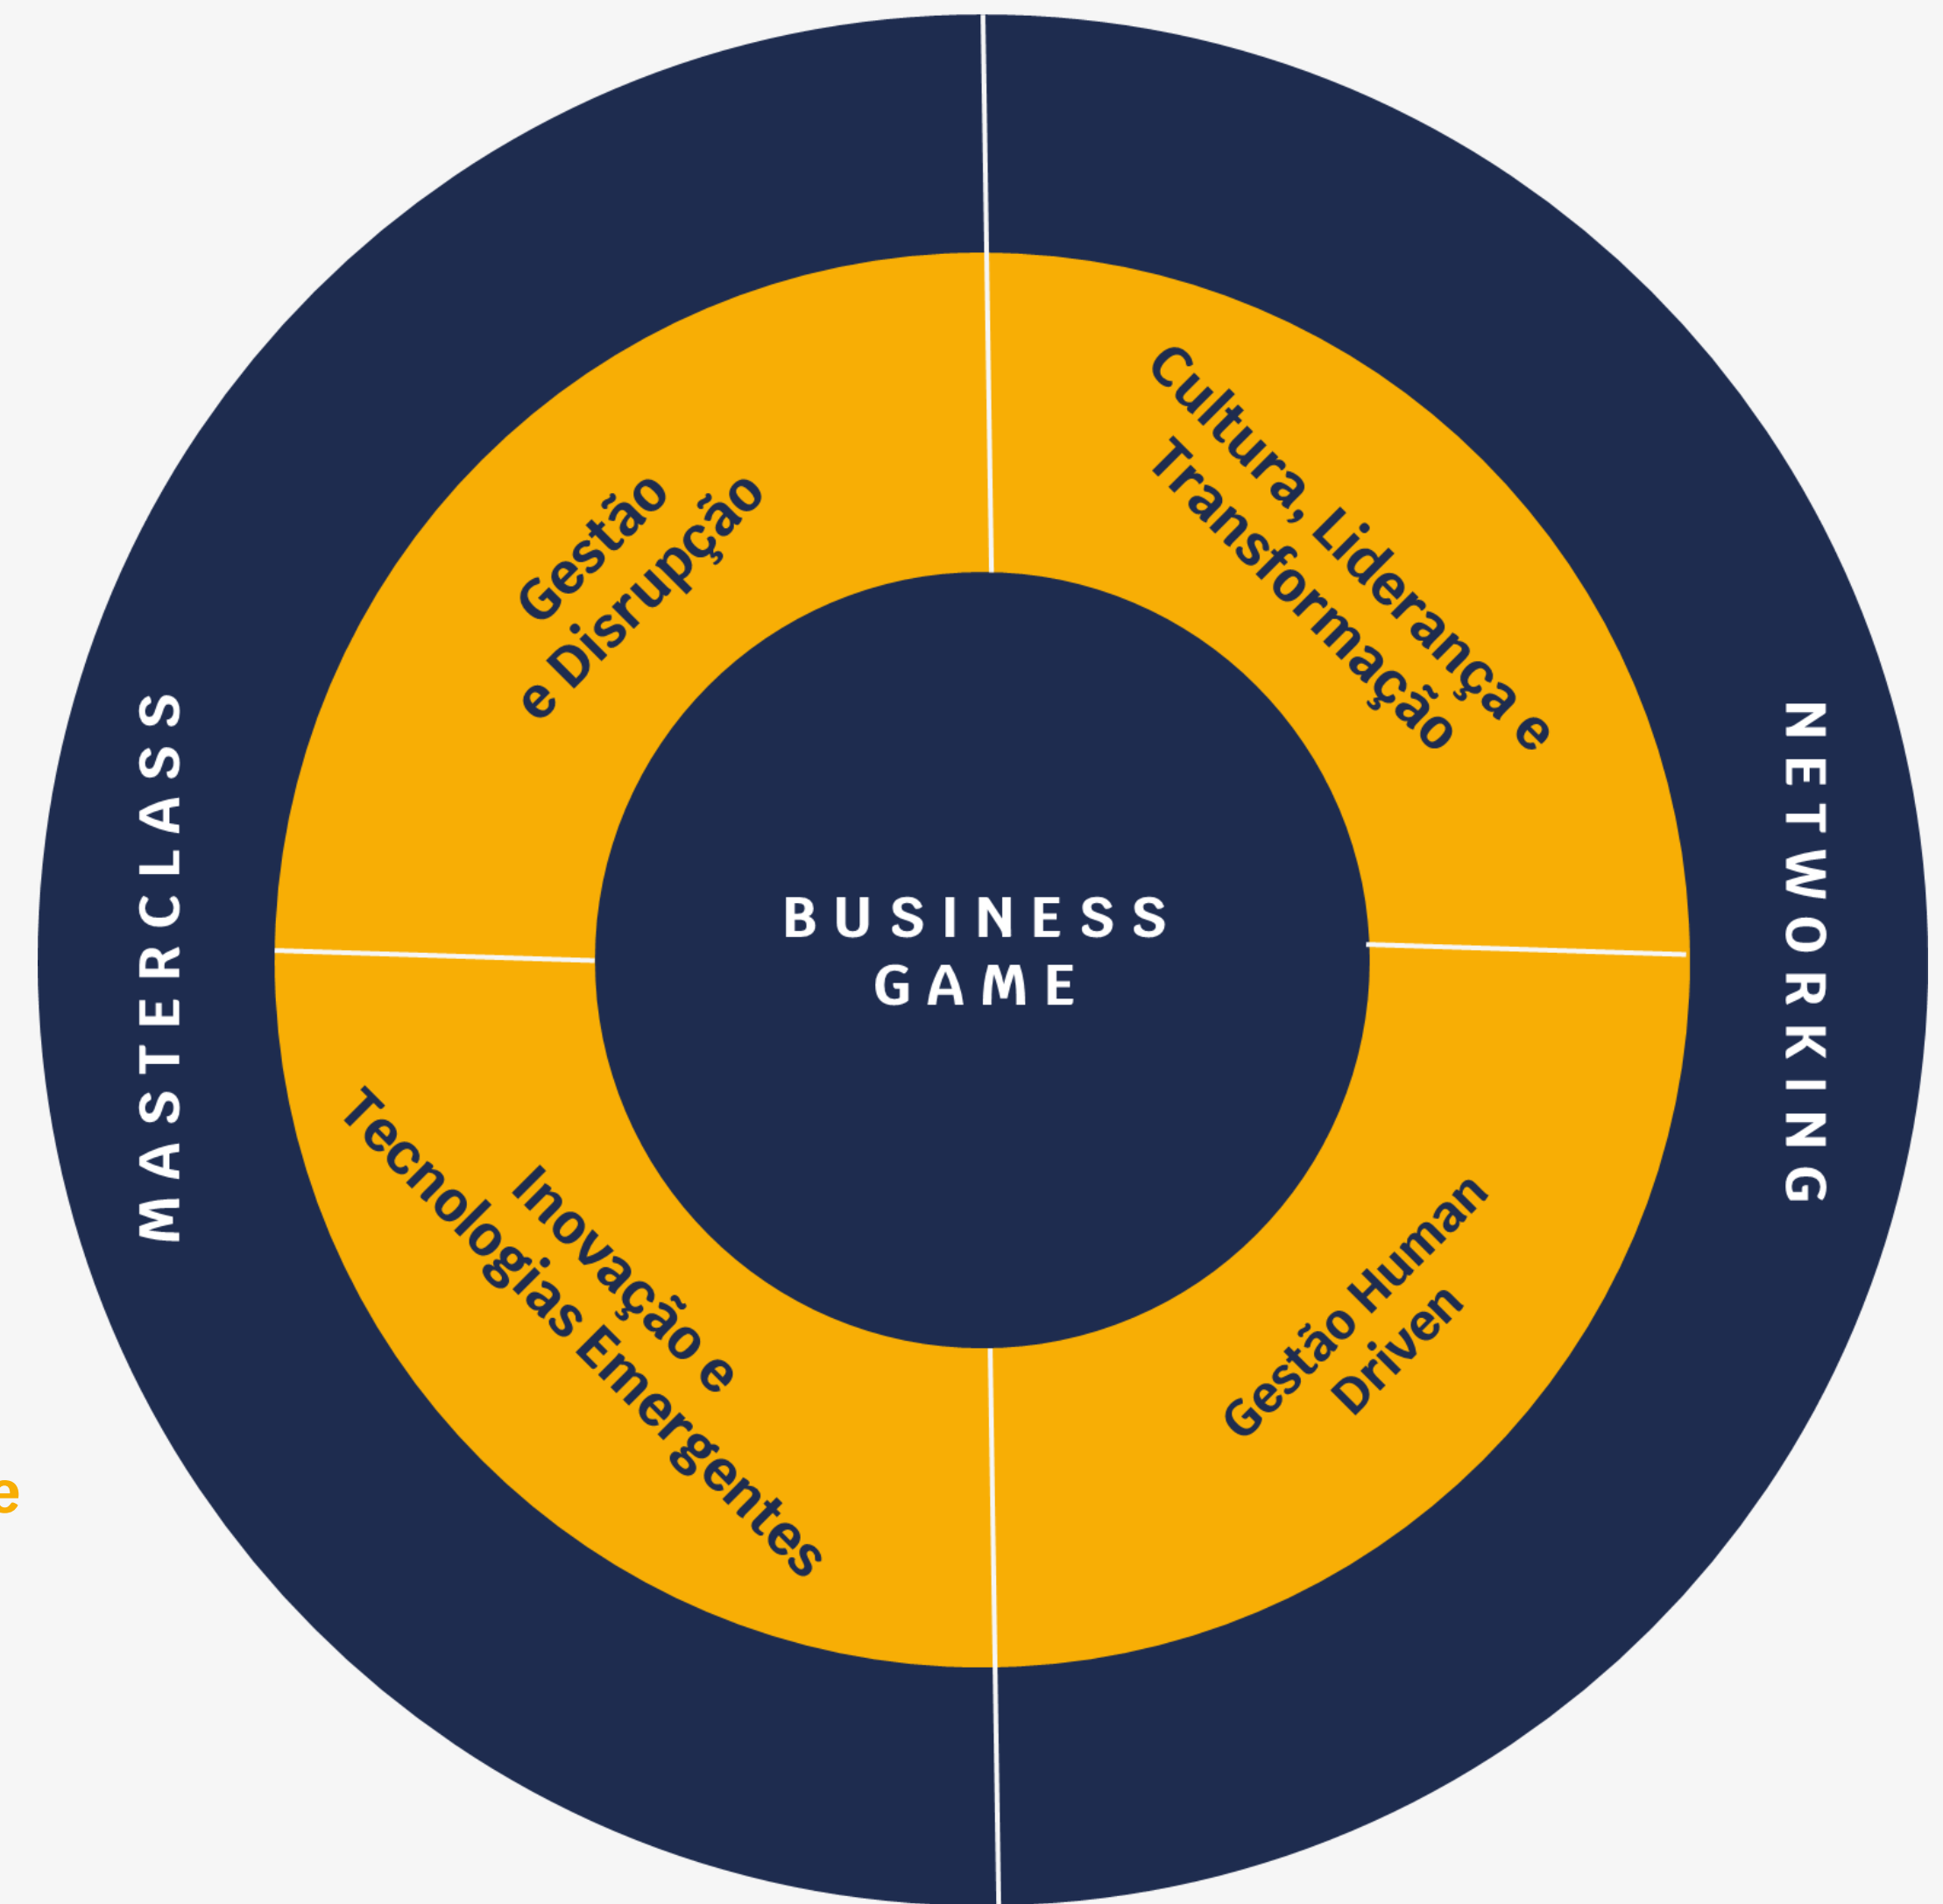 Gestão
e Disrupção
Cultura, Liderança e
Transformação
MASTERCLASS
BUSINESS
GAME
NETWORKING
Inovação e
Tecnologias Emergentes
Gestão Human
Driven
e